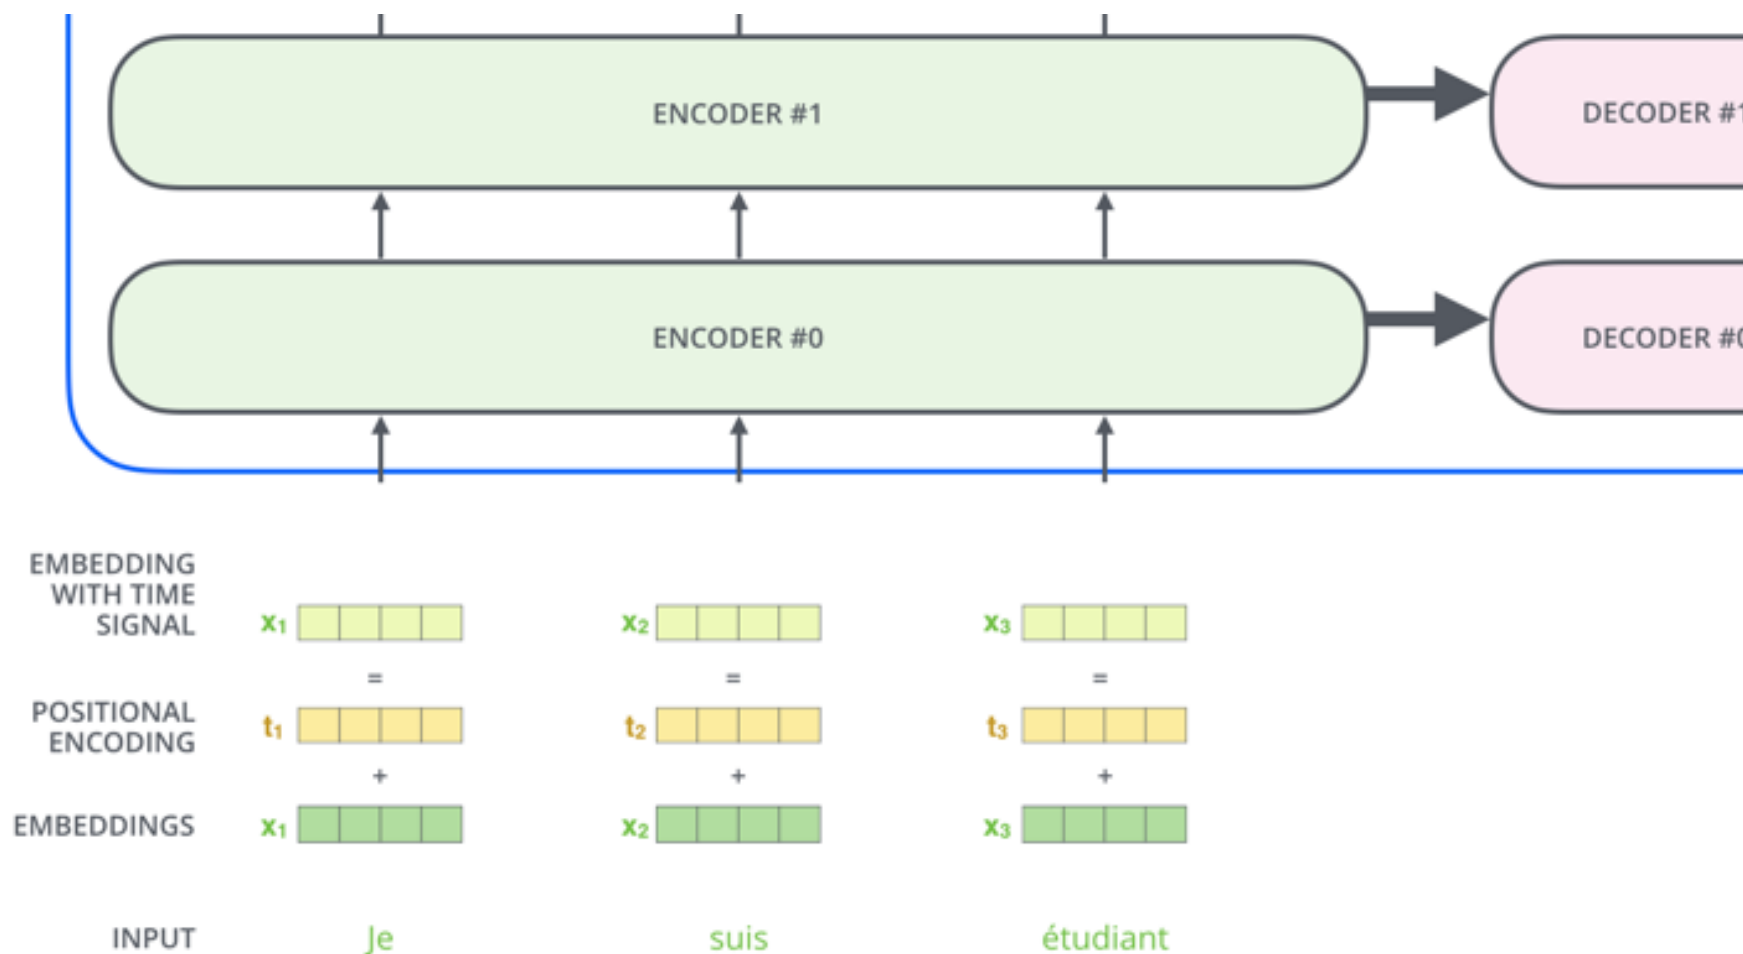 ENCODER #1
DECODER #1
ENCODER #0
DECODER #0
EMBEDDING
WITH TIME
SIGNAL
x₁
x₂
x₃
=
=
=
POSITIONAL
ENCODING
t₁
t₂
t₃
+
+
+
EMBEDDINGS
x₁
x₂
x₃
INPUT
Je
suis
étudiant